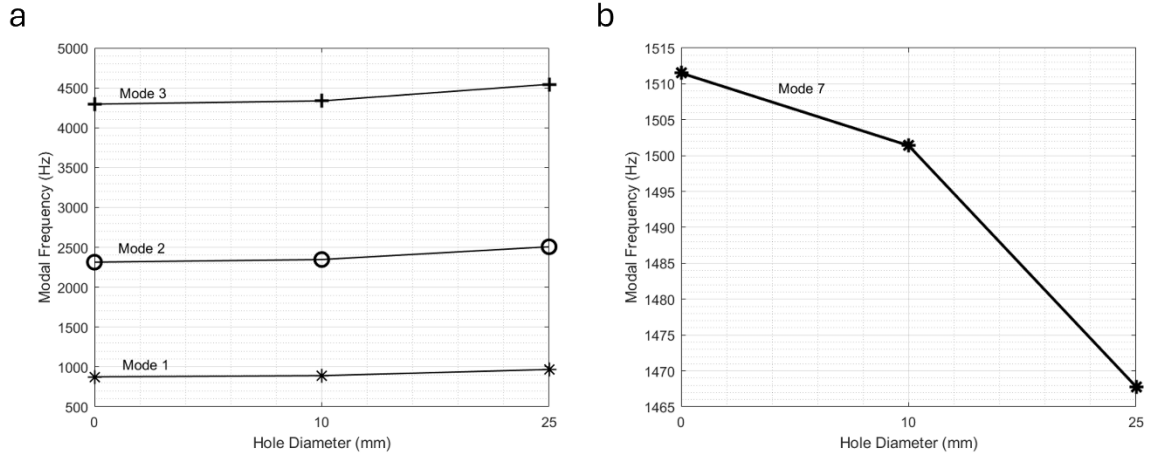 a
5000
4500
4000
3500
3000
2500
2000
1500
1000
500
Modal Frequency (Hz)
Mode 3
Mode 2
Mode 1
0 10 25
Hole Diameter (mm)
b
1515
1510
1505
1500
1495
1490
1485
1480
1475
1470
1465
Modal Frequency (Hz)
Mode 7
0 10 25
Hole Diameter (mm)